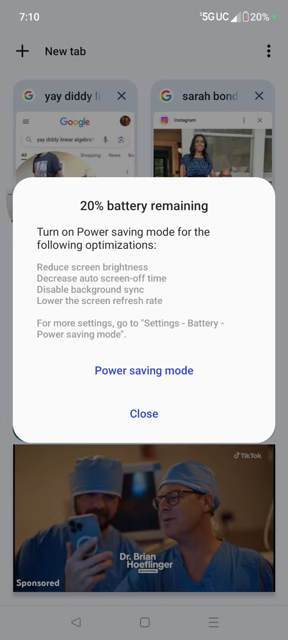 7:10
5G UC
20%
New tab
yay diddy li
sarah bond
Google
Instagram
yay diddy linear algebra
All
Shopping
News
20% battery remaining
Turn on Power saving mode for the
following optimizations:
Reduce screen brightness
Decrease auto screen-off time
Disable background sync
Lower the screen refresh rate
For more settings, go to "Settings - Battery -
Power saving mode".
Power saving mode
Close
TikTok
Dr. Brian
Hoeflinger
Sponsored